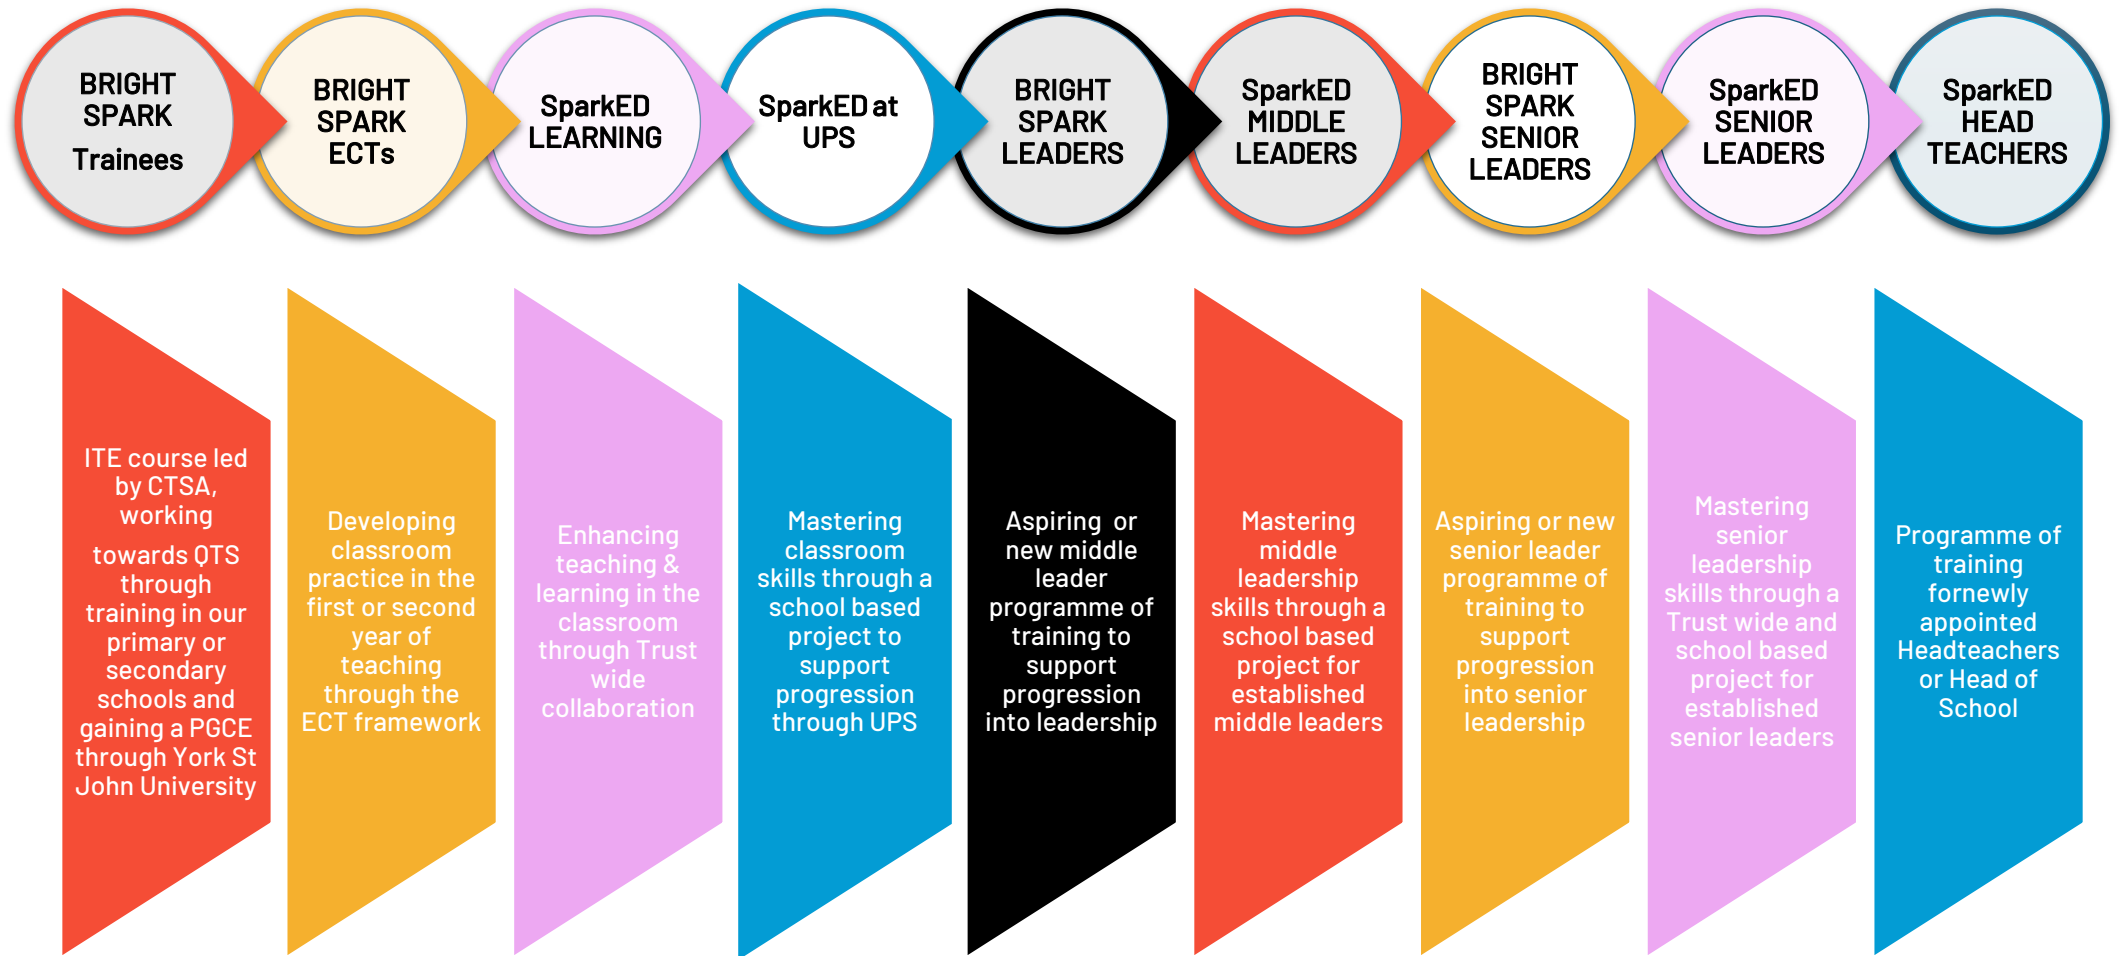 BRIGHT
SPARK
Trainees
BRIGHT
SPARK
ECTs
SparkED
LEARNING
SparkED at
UPS
BRIGHT
SPARK
LEADERS
SparkED
MIDDLE
LEADERS
BRIGHT
SPARK
SENIOR
LEADERS
SparkED
SENIOR
LEADERS
SparkED
HEAD
TEACHERS
ITE course led
by CTSA,
working
towards QTS
through
training in our
primary or
secondary
schools and
gaining a PGCE
through York St
John University
Developing
classroom
practice in the
first or second
year of
teaching
through the
ECT framework
Enhancing
teaching &
learning in the
classroom
through Trust
wide
collaboration
Mastering
classroom
skills through a
school based
project to
support
progression
through UPS
Aspiring or
new middle
leader
programme of
training to
support
progression
into leadership
Mastering
middle
leadership
skills through a
school based
project for
established
middle leaders
Aspiring or new
senior leader
programme of
training to
support
progression
into senior
leadership
Mastering
senior
leadership
skills through a
Trust wide and
school based
project for
established
senior leaders
Programme of
training
fornewly
appointed
Headteachers
or Head of
School